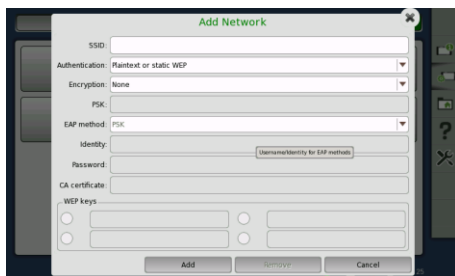 Add Network
SSID:
Authentication: Plaintext or static WEP
Encryption: None
PSK:
EAP method: PSK
Identity:
Username/Identity for EAP methods
Password:
CA certificate:
WEP keys
Add Remove Cancel